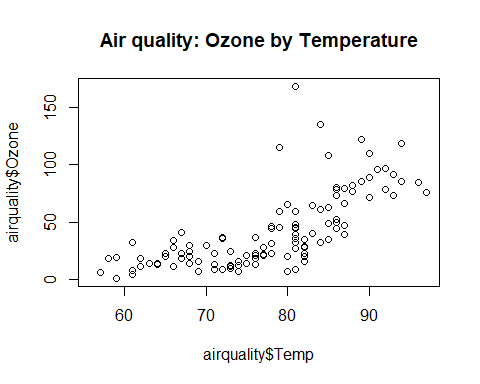 Air quality: Ozone by Temperature
airquality$Ozone
150
100
50
0
60 70 80 90
airquality$Temp